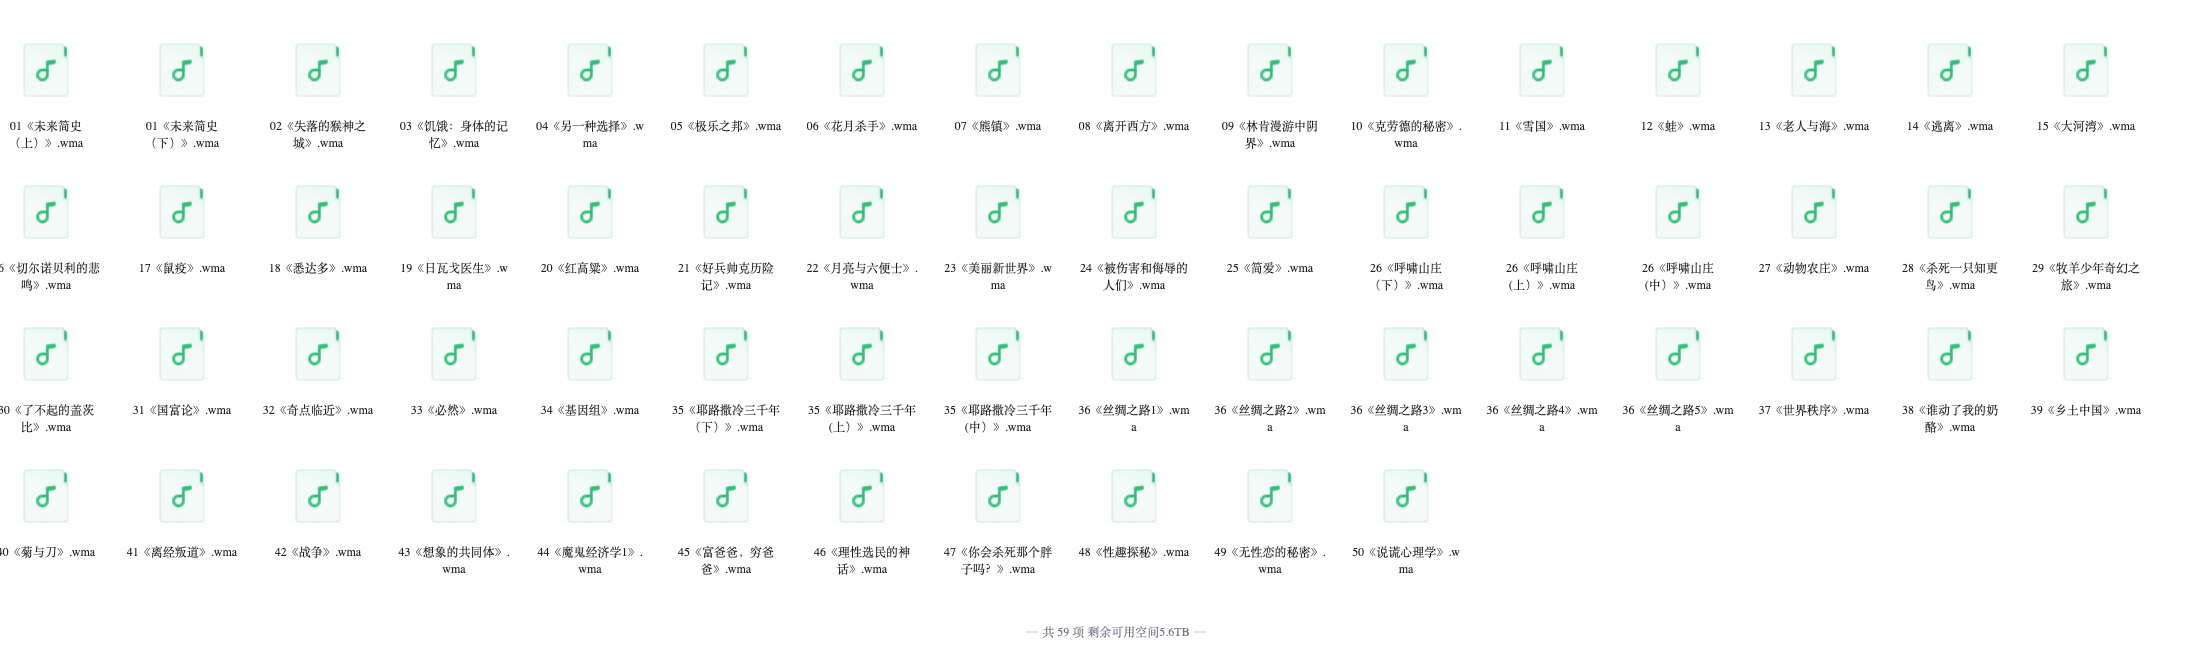 01《未来简史（上）》.wma
01《未来简史（下）》.wma
02《失落的猴神之城》.wma
03《饥饿：身体的记忆》.wma
04《另一种选择》.wma
05《极乐之邦》.wma
06《花月杀手》.wma
07《熊镇》.wma
08《离开西方》.wma
09《林肯漫游中阴界》.wma
10《克劳德的秘密》.wma
11《雪国》.wma
12《蛙》.wma
13《老人与海》.wma
14《逃离》.wma
15《大河湾》.wma
6《切尔诺贝利的悲鸣》.wma
17《鼠疫》.wma
18《悉达多》.wma
19《日瓦戈医生》.wma
20《红高粱》.wma
21《好兵帅克历险记》.wma
22《月亮与六便士》.wma
23《美丽新世界》.wma
24《被伤害和侮辱的人们》.wma
25《简爱》.wma
26《呼啸山庄（下）》.wma
26《呼啸山庄(上）》.wma
26《呼啸山庄(中）》.wma
27《动物农庄》.wma
28《杀死一只知更鸟》.wma
29《牧羊少年奇幻之旅》.wma
30《了不起的盖茨比》.wma
31《国富论》.wma
32《奇点临近》.wma
33《必然》.wma
34《基因组》.wma
35《耶路撒冷三千年（下）》.wma
35《耶路撒冷三千年(上）》.wma
35《耶路撒冷三千年(中）》.wma
36《丝绸之路1》.wma
36《丝绸之路2》.wma
36《丝绸之路3》.wma
36《丝绸之路4》.wma
36《丝绸之路5》.wma
37《世界秩序》.wma
38《谁动了我的奶酪》.wma
39《乡土中国》.wma
40《菊与刀》.wma
41《离经叛道》.wma
42《战争》.wma
43《想象的共同体》.wma
44《魔鬼经济学1》.wma
45《富爸爸，穷爸爸》.wma
46《理性选民的神话》.wma
47《你会杀死那个胖子吗？》.wma
48《性趣探秘》.wma
49《无性恋的秘密》.wma
50《说谎心理学》.wma
— 共 59 项 剩余可用空间5.6TB —